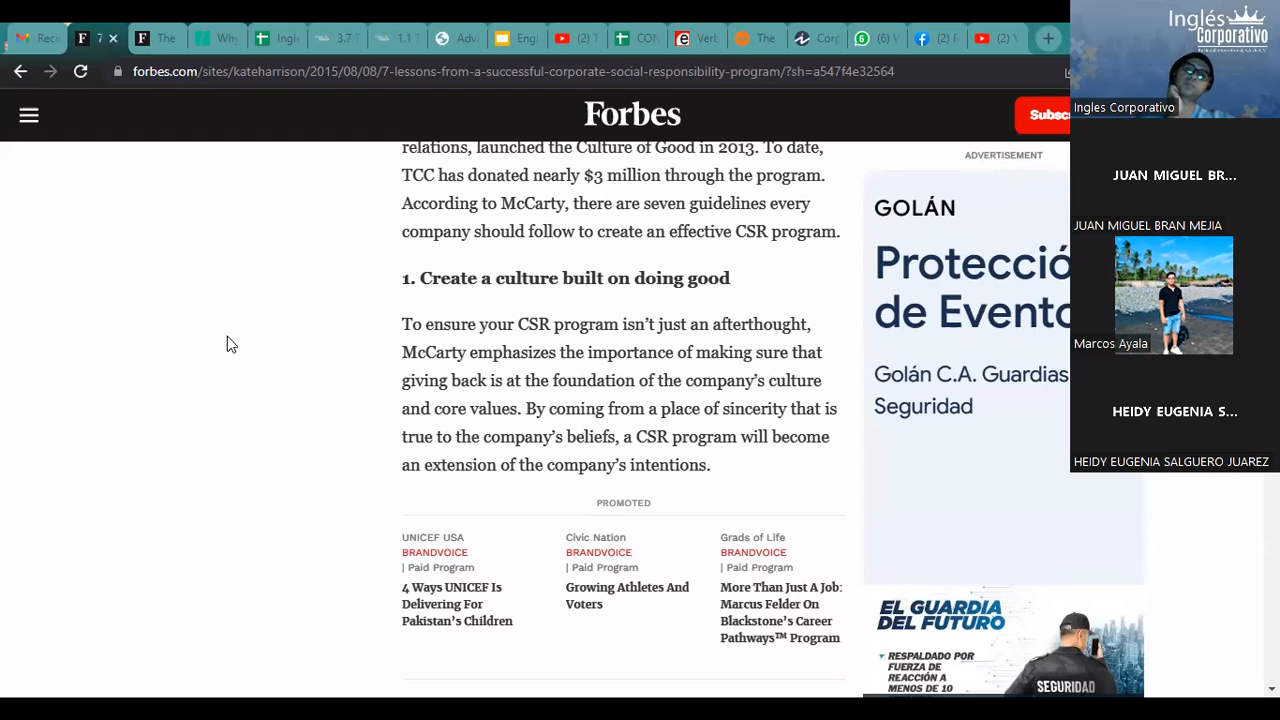 Reci
7
The
Why
Ingl
3.7 T
1.1 T
Adv
Engl
(2) T
CON
Verb
The
Corp
(6) V
(2) F
(2)
forbes.com/sites/kateharrison/2015/08/08/7-lessons-from-a-successful-corporate-social-responsibility-program/?sh=a547f4e32564
Forbes
Subsc
relations, launched the Culture of Good in 2013. To date,
TCC has donated nearly $3 million through the program.
According to McCarty, there are seven guidelines every
company should follow to create an effective CSR program.
1. Create a culture built on doing good
To ensure your CSR program isn't just an afterthought,
McCarty emphasizes the importance of making sure that
giving back is at the foundation of the company's culture
and core values. By coming from a place of sincerity that is
true to the company's beliefs, a CSR program will become
an extension of the company's intentions.
PROMOTED
UNICEF USA
BRANDVOICE
| Paid Program
4 Ways UNICEF Is
Delivering For
Pakistan's Children
Civic Nation
BRANDVOICE
| Paid Program
Growing Athletes And
Voters
Grads of Life
BRANDVOICE
| Paid Program
More Than Just A Job:
Marcus Felder On
Blackstone's Career
Pathways™ Program
ADVERTISEMENT
GOLÁN
Protecció
de Evento
Golán C.A. Guardias
Seguridad
EL GUARDIA
DEL FUTURO
RESPALDADO POR
FUERZA DE
REACCIÓN A
MENOS DE 10
SEGURIDAD
Inglés
Corporativo
Ingles Corporativo
JUAN MIGUEL BR...
JUAN MIGUEL BRAN MEJIA
Marcos Ayala
HEIDY EUGENIA S...
HEIDY EUGENIA SALGUERO JUAREZ